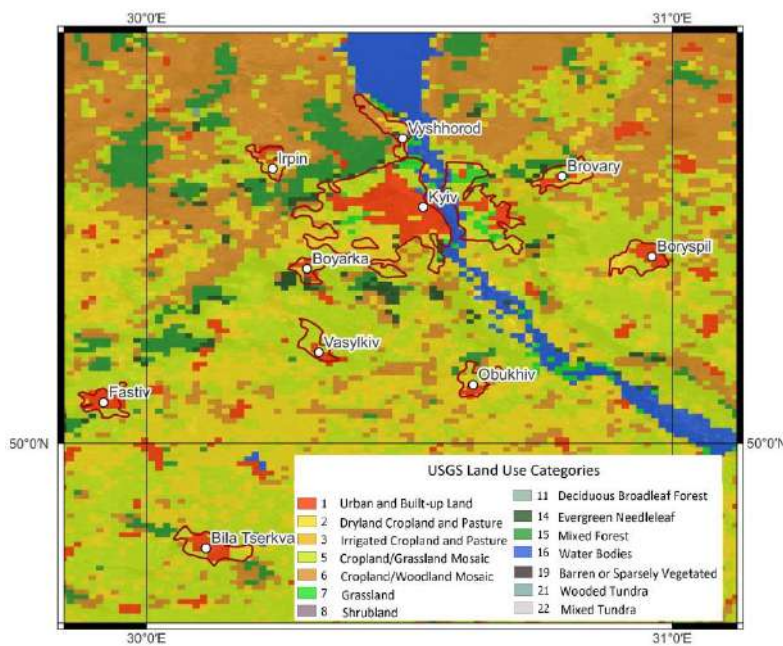 30°0'E 31°0'E
Vyshhorod
Irpin
Brovary
Kyiv
Boryspil
Boyarka
Vasylkiv
Obukhiv
Fastiv
50°0'N 50°0'N
Bila Tserkva
USGS Land Use Categories
1 Urban and Built-up Land
2 Dryland Cropland and Pasture
3 Irrigated Cropland and Pasture
5 Cropland/Grassland Mosaic
6 Cropland/Woodland Mosaic
7 Grassland
8 Shrubland
11 Deciduous Broadleaf Forest
14 Evergreen Needleleaf
15 Mixed Forest
16 Water Bodies
19 Barren or Sparsely Vegetated
21 Wooded Tundra
22 Mixed Tundra
30°0'E 31°0'E